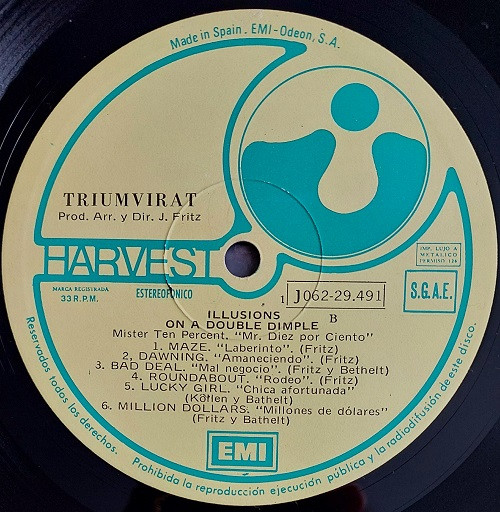 Made in Spain. EMI-Odeon, S.A.
TRIUMVIRAT
Prod. Arr. y Dir. J. Fritz
HARVEST
IMP. LUJO A
METALICO
PERMISO 126
S.G.A.E.
MARCA REGISTRADA
33 R.P.M.
ESTEREOFONICO
1 J 062-29.491
ILLUSIONS B
ON A DOUBLE DIMPLE
Mister Ten Percent. "Mr. Diez por Ciento"
1. MAZE. "Laberinto". (Fritz)
2, DAWNING. "Amaneciendo". (Fritz)
3. BAD DEAL. "Mal negocio". (Fritz y Bethelt)
4. ROUNDABOUT. "Rodeo". (Fritz)
5. LUCKY GIRL. "Chica afortunada"
(Köllen y Bathelt)
6. MILLION DOLLARS. "Millones de dólares"
(Fritz y Bathelt)
EMI
Reservados todos los derechos.
Prohibida la reproducción ejecución pública y la radiodifusión de este disco.